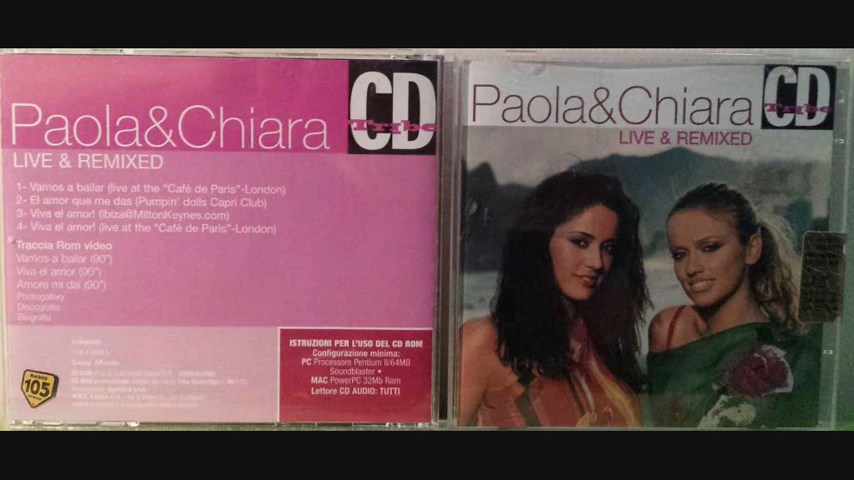 Paola&Chiara
CD
Tribe
LIVE & REMIXED
1- Vamos a bailar (live at the "Café de Paris"-London)
2- El amor que me das (Pumpin' dolls Capri Club)
3- Viva el amor! (ibiza@MiltonKeynes.com)
4- Viva el amor! (live at the "Café de Paris"-London)
Traccia Rom video
Vamos a bailar (90")
Viva el amor (90")
Amore mi dai (90")
Photogallery
Discografia
Biografia
Sony Music
RADIO
105
ISTRUZIONI PER L'USO DEL CD ROM
Configurazione minima:
PC Processore Pentium II/64MB
Soundblaster •
MAC PowerPC 32Mb Ram
Lettore CD AUDIO: TUTTI
Paola&Chiara
CD
Tribe
LIVE & REMIXED